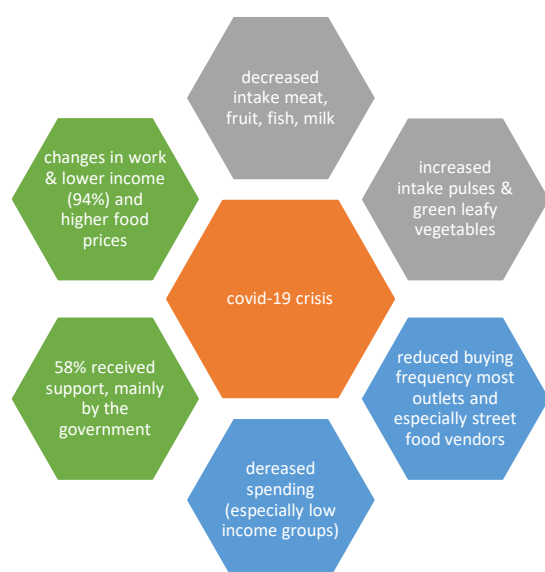 decreased
intake meat,
fruit, fish, milk
changes in work
& lower income
(94%) and
higher food
prices
increased
intake pulses &
green leafy
vegetables
covid-19 crisis
58% received
support, mainly
by the
government
reduced buying
frequency most
outlets and
especially street
food vendors
dereased
spending
(especially low
income groups)